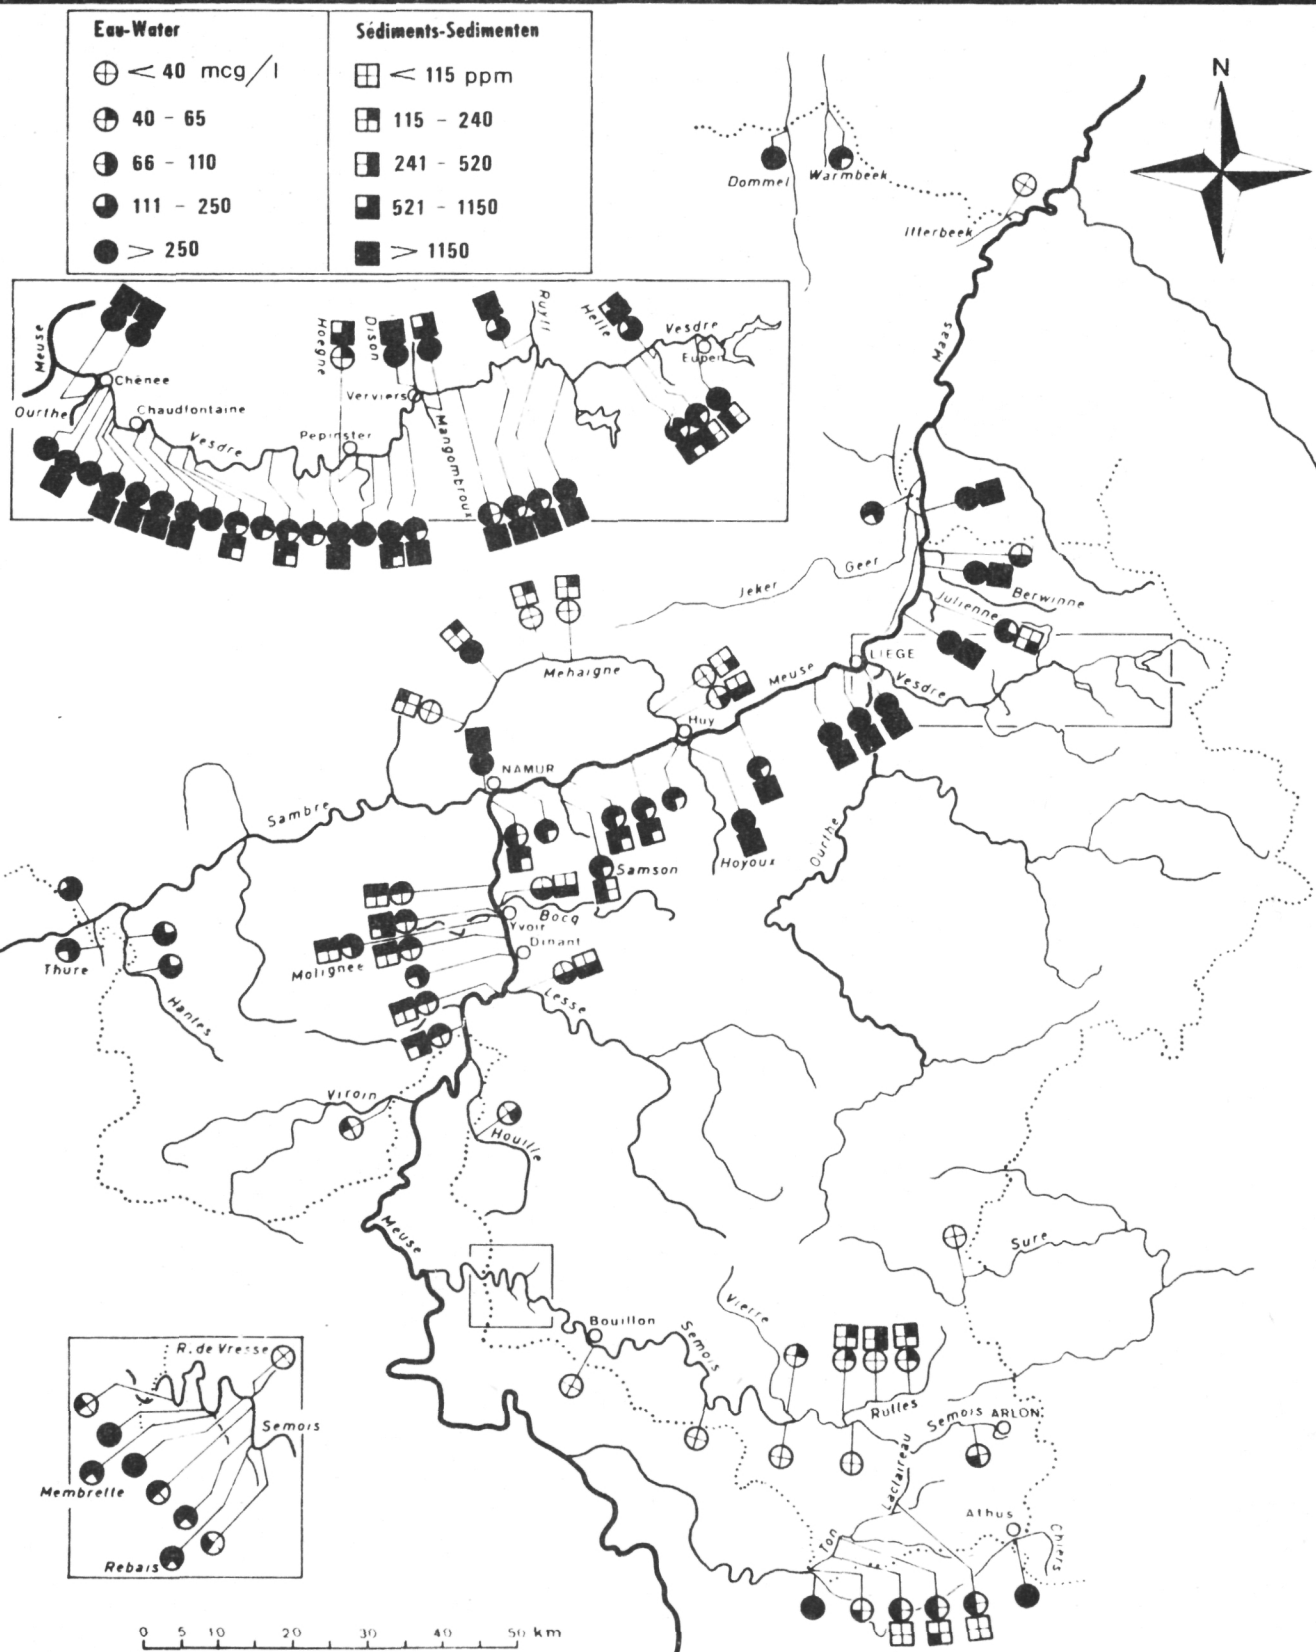 Eau-Water
< 40 mcg/l
40 - 65
66 - 110
111 - 250
> 250
Sédiments-Sedimenten
< 115 ppm
115 - 240
241 - 520
521 - 1150
> 1150
N
Dommel
Warmbeek
Itterbeek
Maas
Meuse
Ourthe
Chênee
Chaudfontaine
Vesdre
Pepinster
Hoegne
Dison
Verviers
Mangombroux
Ruyff
Helle
Vesdre
Eupen
Jeker
Geer
Berwinne
Julienne
LIEGE
Vesdre
Mehaigne
Meuse
Huy
NAMUR
Sambre
Samson
Hoyoux
Ourthe
Bocq
Yvoir
Dinant
Molignee
Thure
Hantes
Lesse
Viroin
Houille
Meuse
Sure
Vierre
Bouillon
Semois
Rulles
Semois
ARLON
R. de Vresse
Semois
Membrette
Rebais
Laclaireau
Ton
Athus
Chiers
0 5 10 20 30 40 50 km